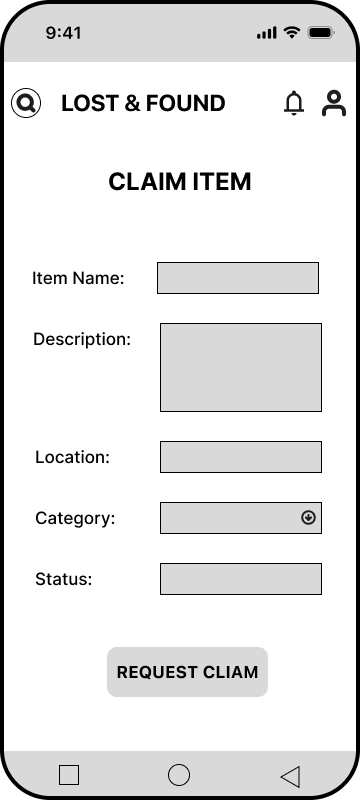 9:41
LOST & FOUND
CLAIM ITEM
Item Name:
Description:
Location:
Category:
Status:
REQUEST CLIAM